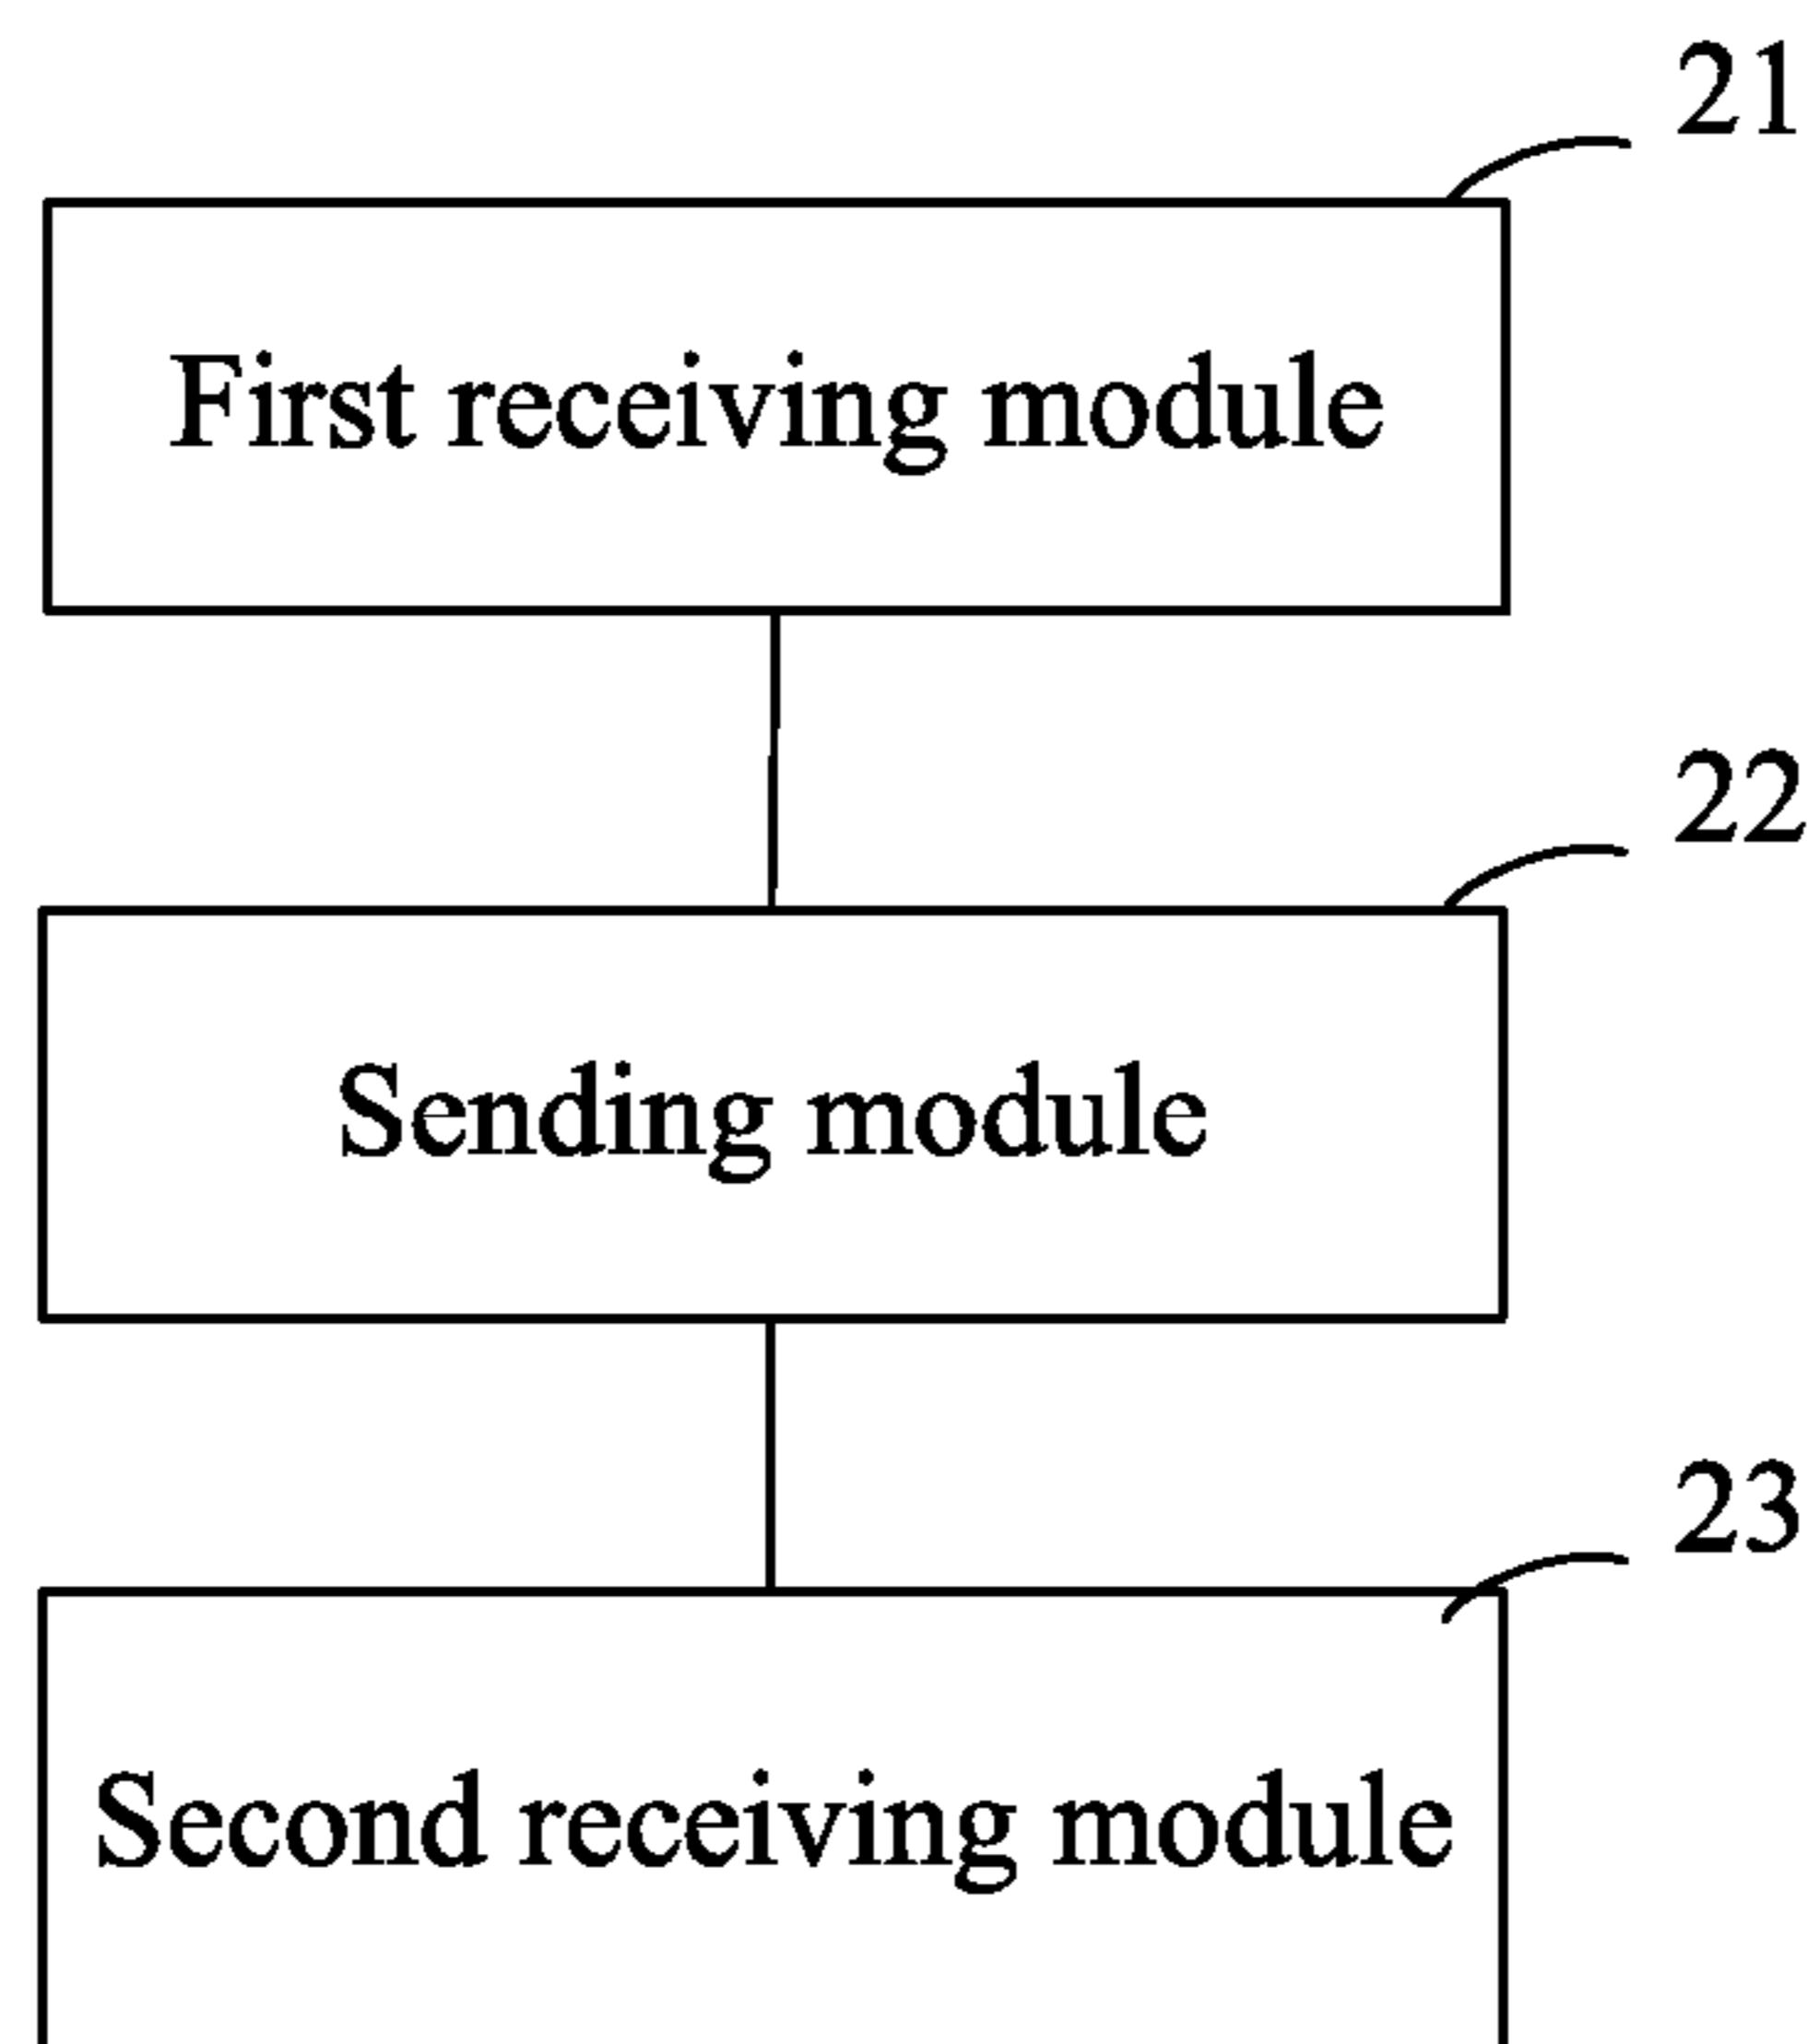 21
First receiving module
22
Sending module
23
Second receiving module